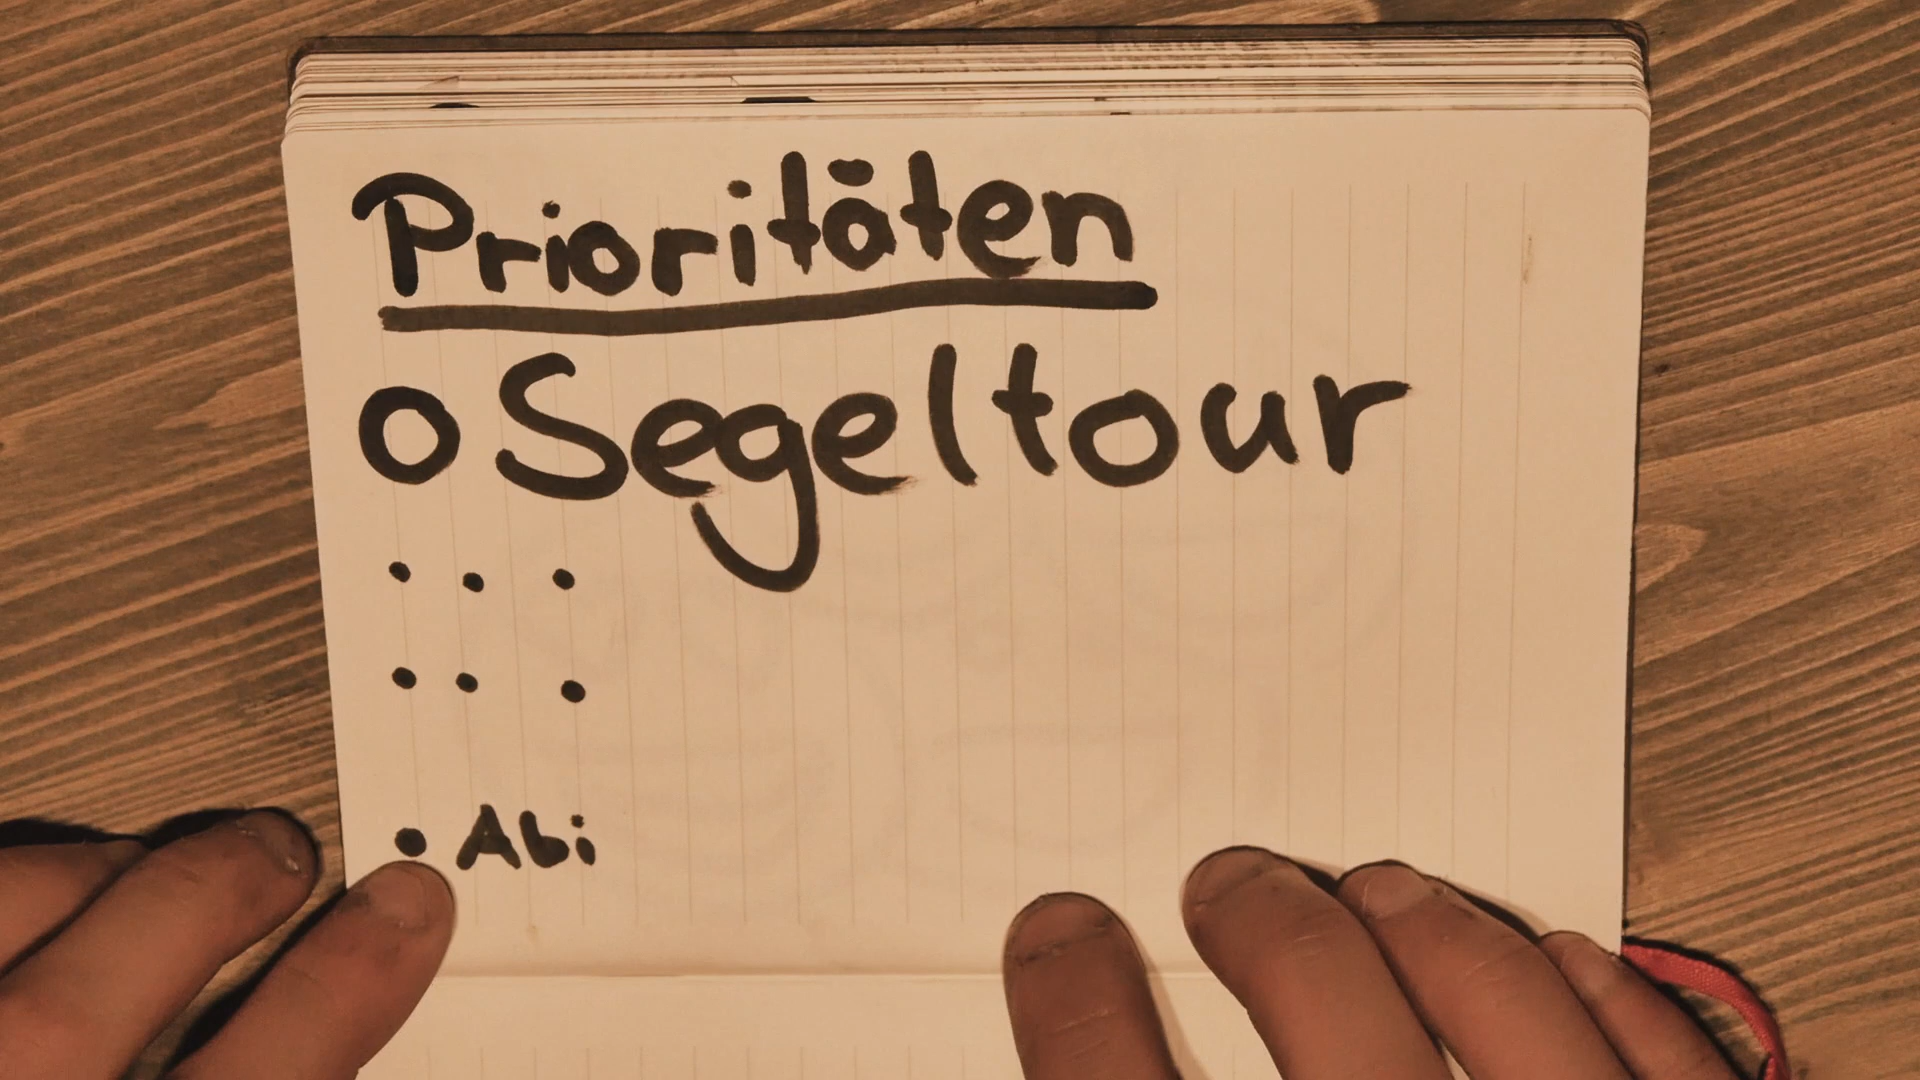 Prioritäten
o Segeltour
• • •
• • •
• Abi